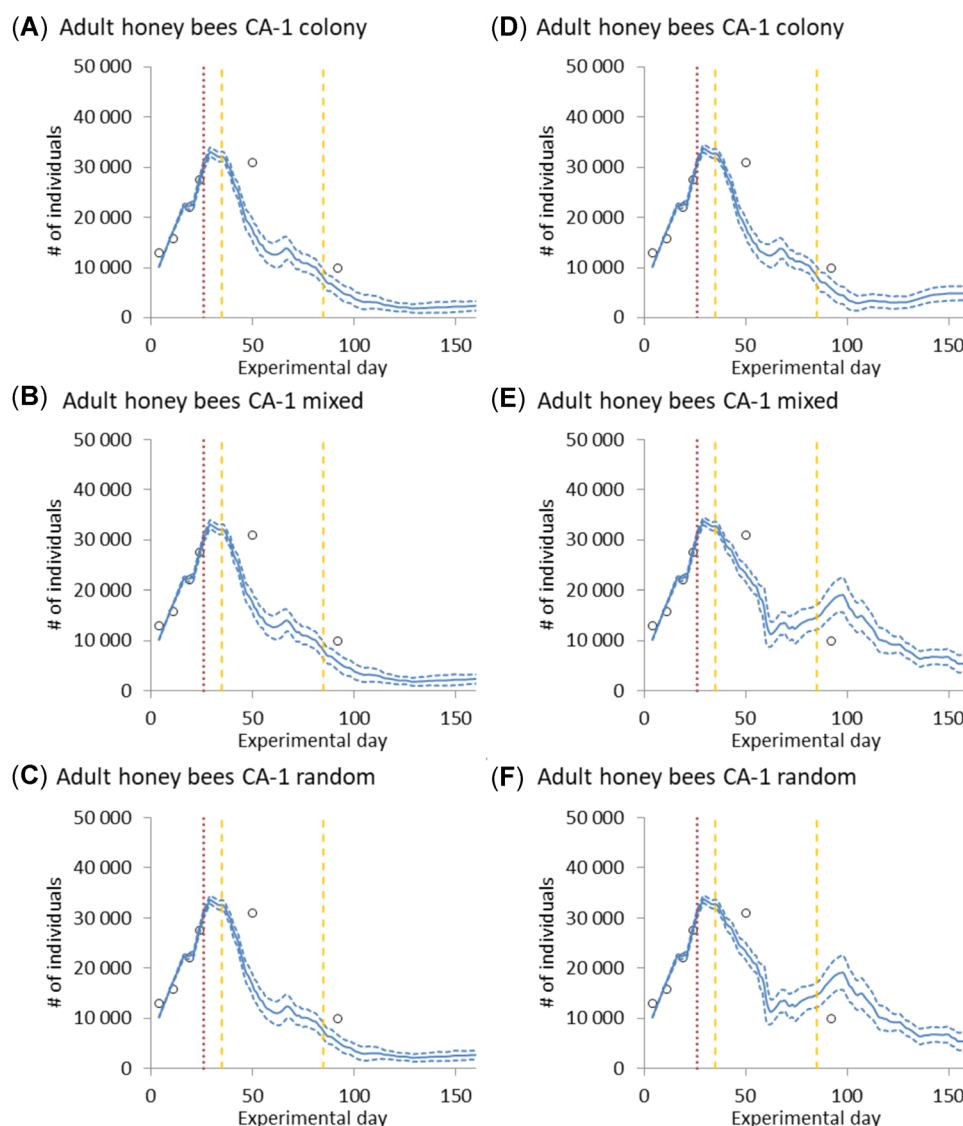 (A) Adult honey bees CA-1 colony
# of individuals
50 000
40 000
30 000
20 000
10 000
0
0 50 100 150
Experimental day
(D) Adult honey bees CA-1 colony
# of individuals
50 000
40 000
30 000
20 000
10 000
0
0 50 100 150
Experimental day
(B) Adult honey bees CA-1 mixed
# of individuals
50 000
40 000
30 000
20 000
10 000
0
0 50 100 150
Experimental day
(E) Adult honey bees CA-1 mixed
# of individuals
50 000
40 000
30 000
20 000
10 000
0
0 50 100 150
Experimental day
(C) Adult honey bees CA-1 random
# of individuals
50 000
40 000
30 000
20 000
10 000
0
0 50 100 150
Experimental day
(F) Adult honey bees CA-1 random
# of individuals
50 000
40 000
30 000
20 000
10 000
0
0 50 100 150
Experimental day